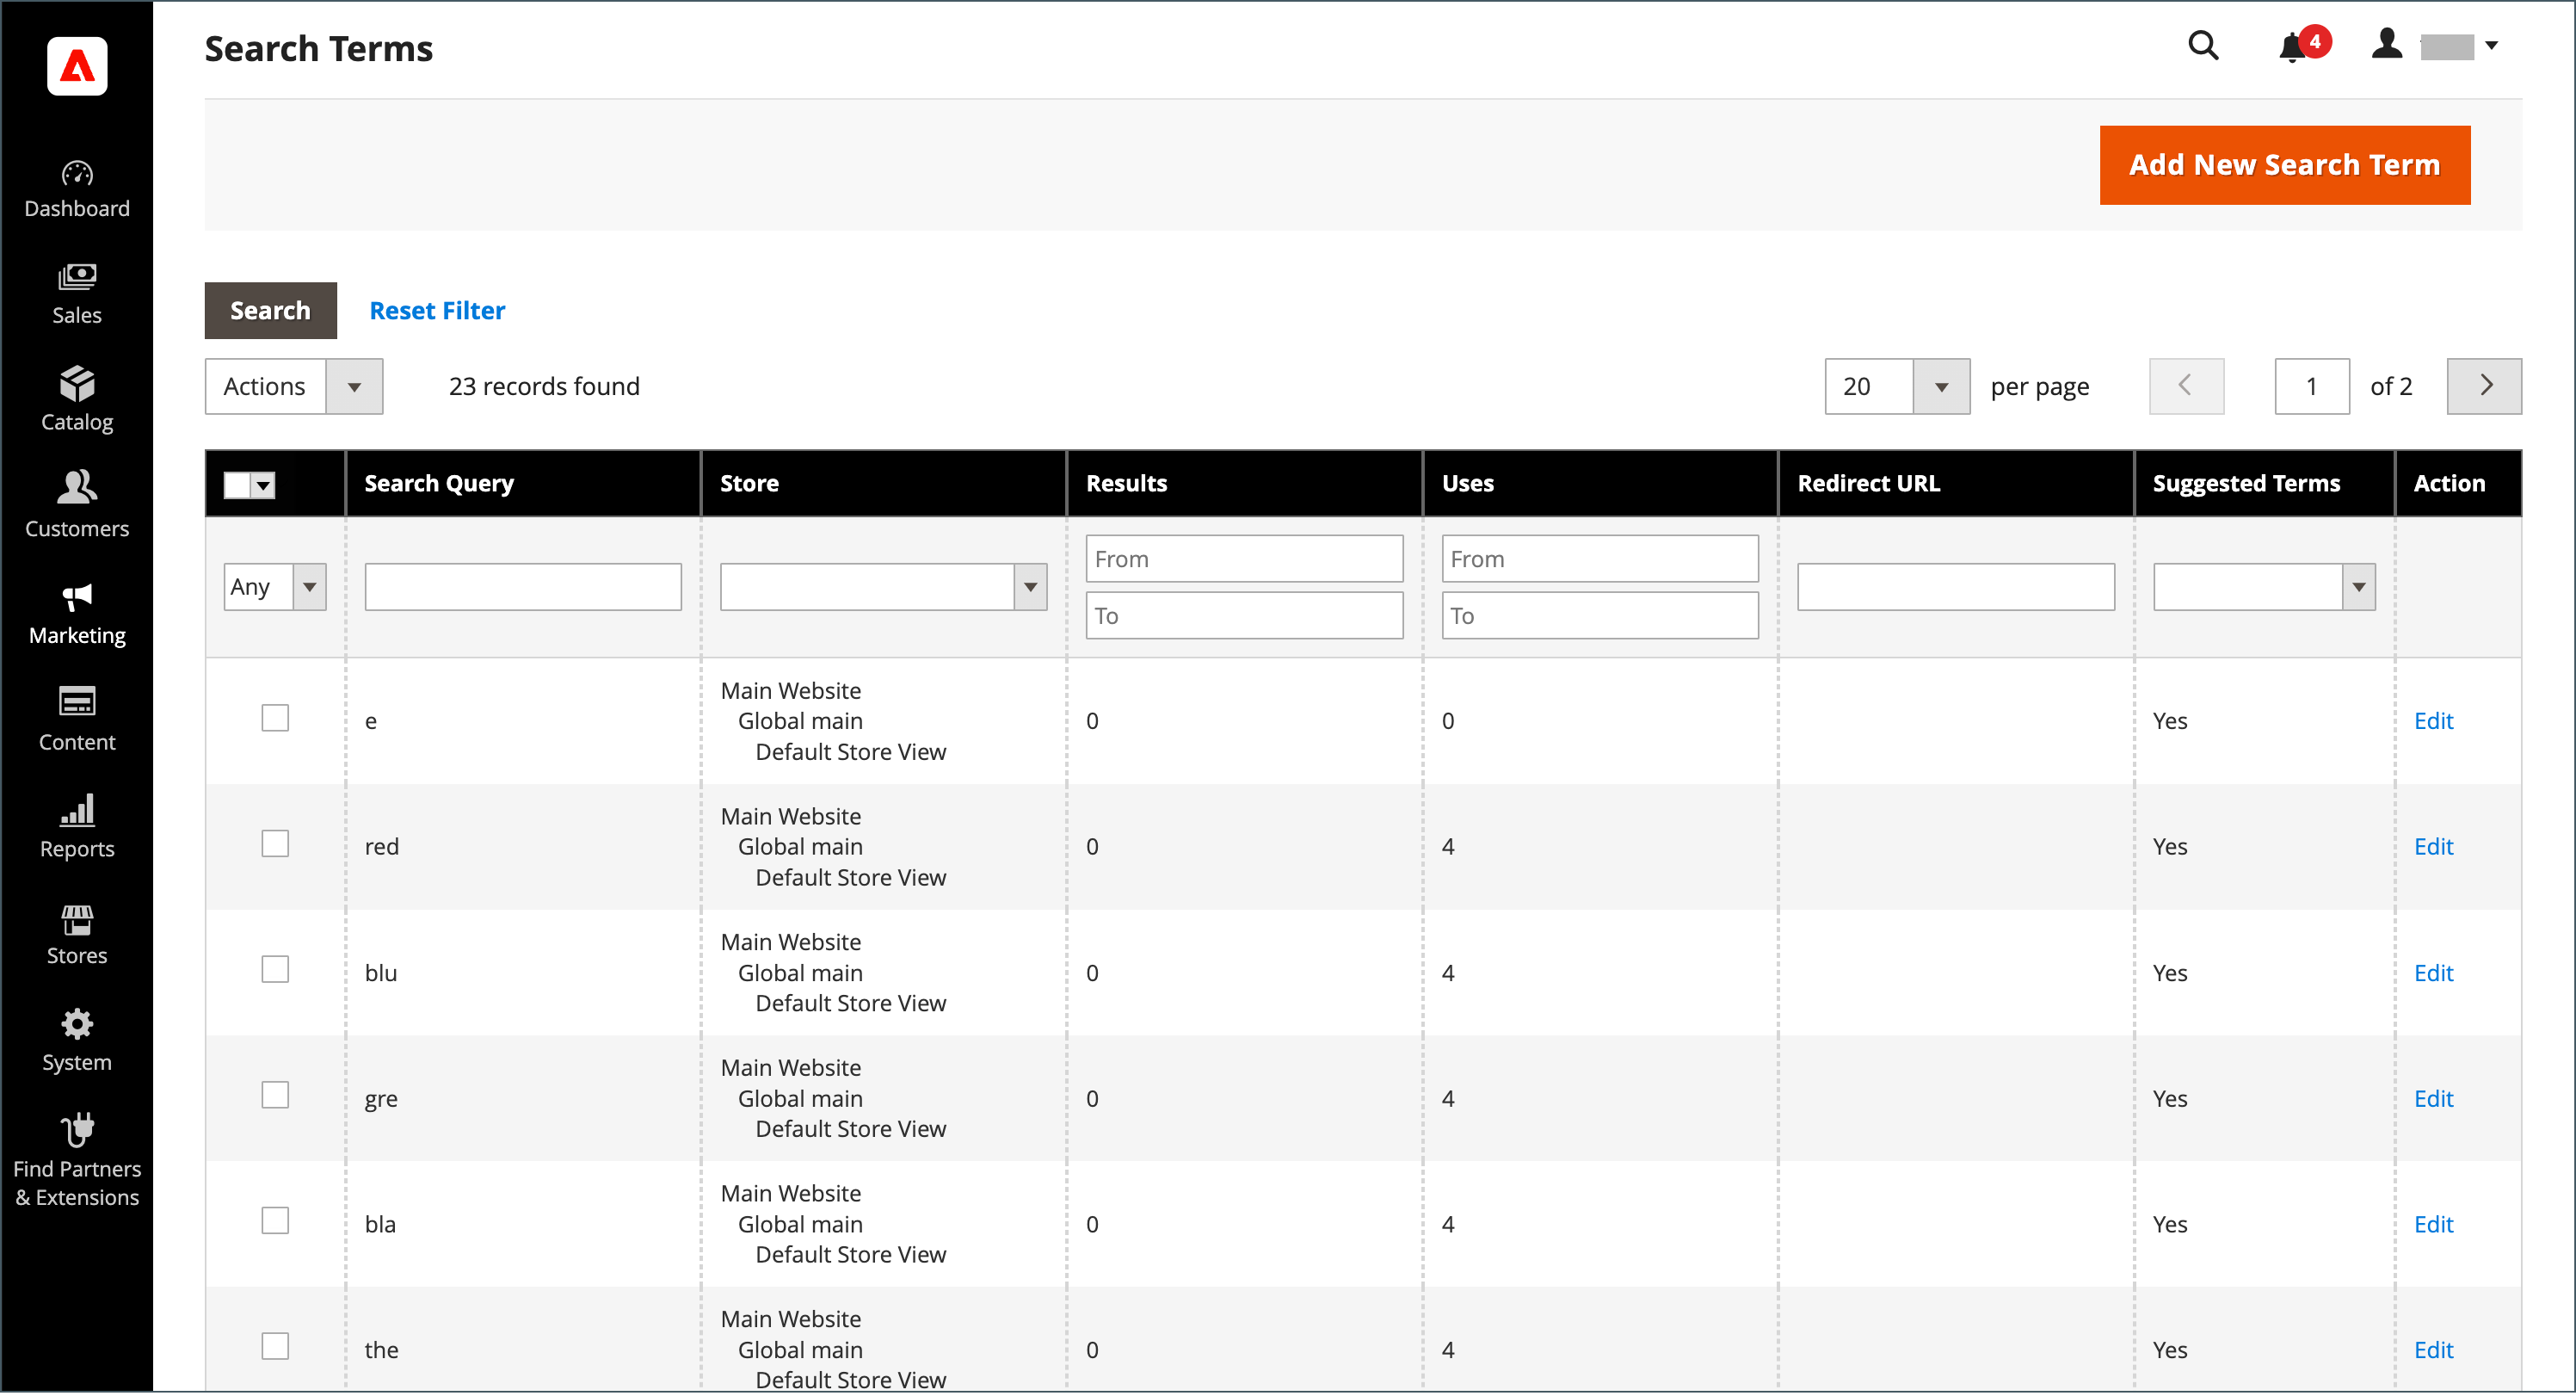 Search Terms
4
Dashboard
Sales
Catalog
Customers
Marketing
Content
Reports
Stores
System
Find Partners
& Extensions
Add New Search Term
Search Reset Filter
Actions 23 records found 20 per page 1 of 2
Search Query Store Results Uses Redirect URL Suggested Terms Action
Any From From
To To
Main Website
e Global main 0 0 Yes Edit
Default Store View
Main Website
red Global main 0 4 Yes Edit
Default Store View
Main Website
blu Global main 0 4 Yes Edit
Default Store View
Main Website
gre Global main 0 4 Yes Edit
Default Store View
Main Website
bla Global main 0 4 Yes Edit
Default Store View
Main Website
the Global main 0 4 Yes Edit
Default Store View